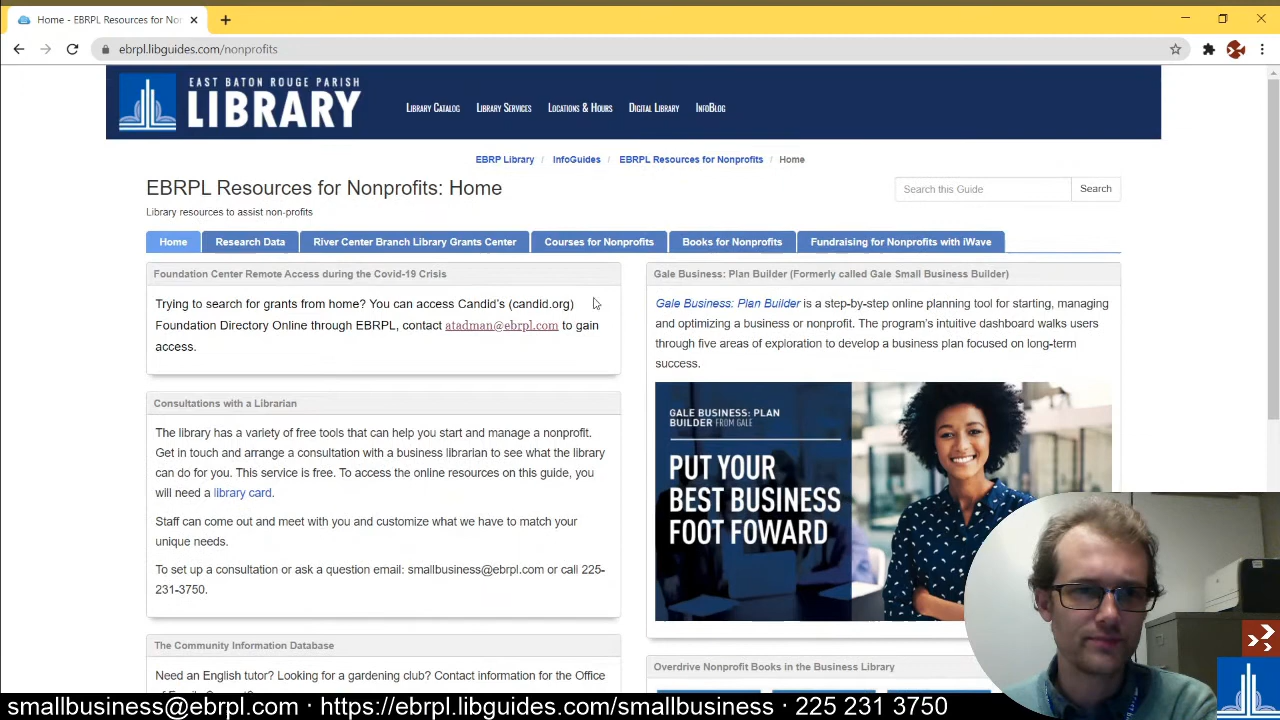 Home - EBRPL Resources for No
ebrpl.libguides.com/nonprofits
EAST BATON ROUGE PARISH
LIBRARY
LIBRARY CATALOG LIBRARY SERVICES LOCATIONS & HOURS DIGITAL LIBRARY INFOBLOG
EBRP Library / InfoGuides / EBRPL Resources for Nonprofits / Home
EBRPL Resources for Nonprofits: Home
Library resources to assist non-profits
Search this Guide Search
Home Research Data River Center Branch Library Grants Center Courses for Nonprofits Books for Nonprofits Fundraising for Nonprofits with iWave
Foundation Center Remote Access during the Covid-19 Crisis
Trying to search for grants from home? You can access Candid's (candid.org)
Foundation Directory Online through EBRPL, contact atadman@ebrpl.com to gain
access.
Consultations with a Librarian
The library has a variety of free tools that can help you start and manage a nonprofit.
Get in touch and arrange a consultation with a business librarian to see what the library
can do for you. This service is free. To access the online resources on this guide, you
will need a library card.
Staff can come out and meet with you and customize what we have to match your
unique needs.
To set up a consultation or ask a question email: smallbusiness@ebrpl.com or call 225-
231-3750.
The Community Information Database
Need an English tutor? Looking for a gardening club? Contact information for the Office
Gale Business: Plan Builder (Formerly called Gale Small Business Builder)
Gale Business: Plan Builder is a step-by-step online planning tool for starting, managing
and optimizing a business or nonprofit. The program's intuitive dashboard walks users
through five areas of exploration to develop a business plan focused on long-term
success.
GALE BUSINESS: PLAN
BUILDER FROM GALE
PUT YOUR
BEST BUSINESS
FOOT FOWARD
Overdrive Nonprofit Books in the Business Library
smallbusiness@ebrpl.com · https://ebrpl.libguides.com/smallbusiness · 225 231 3750